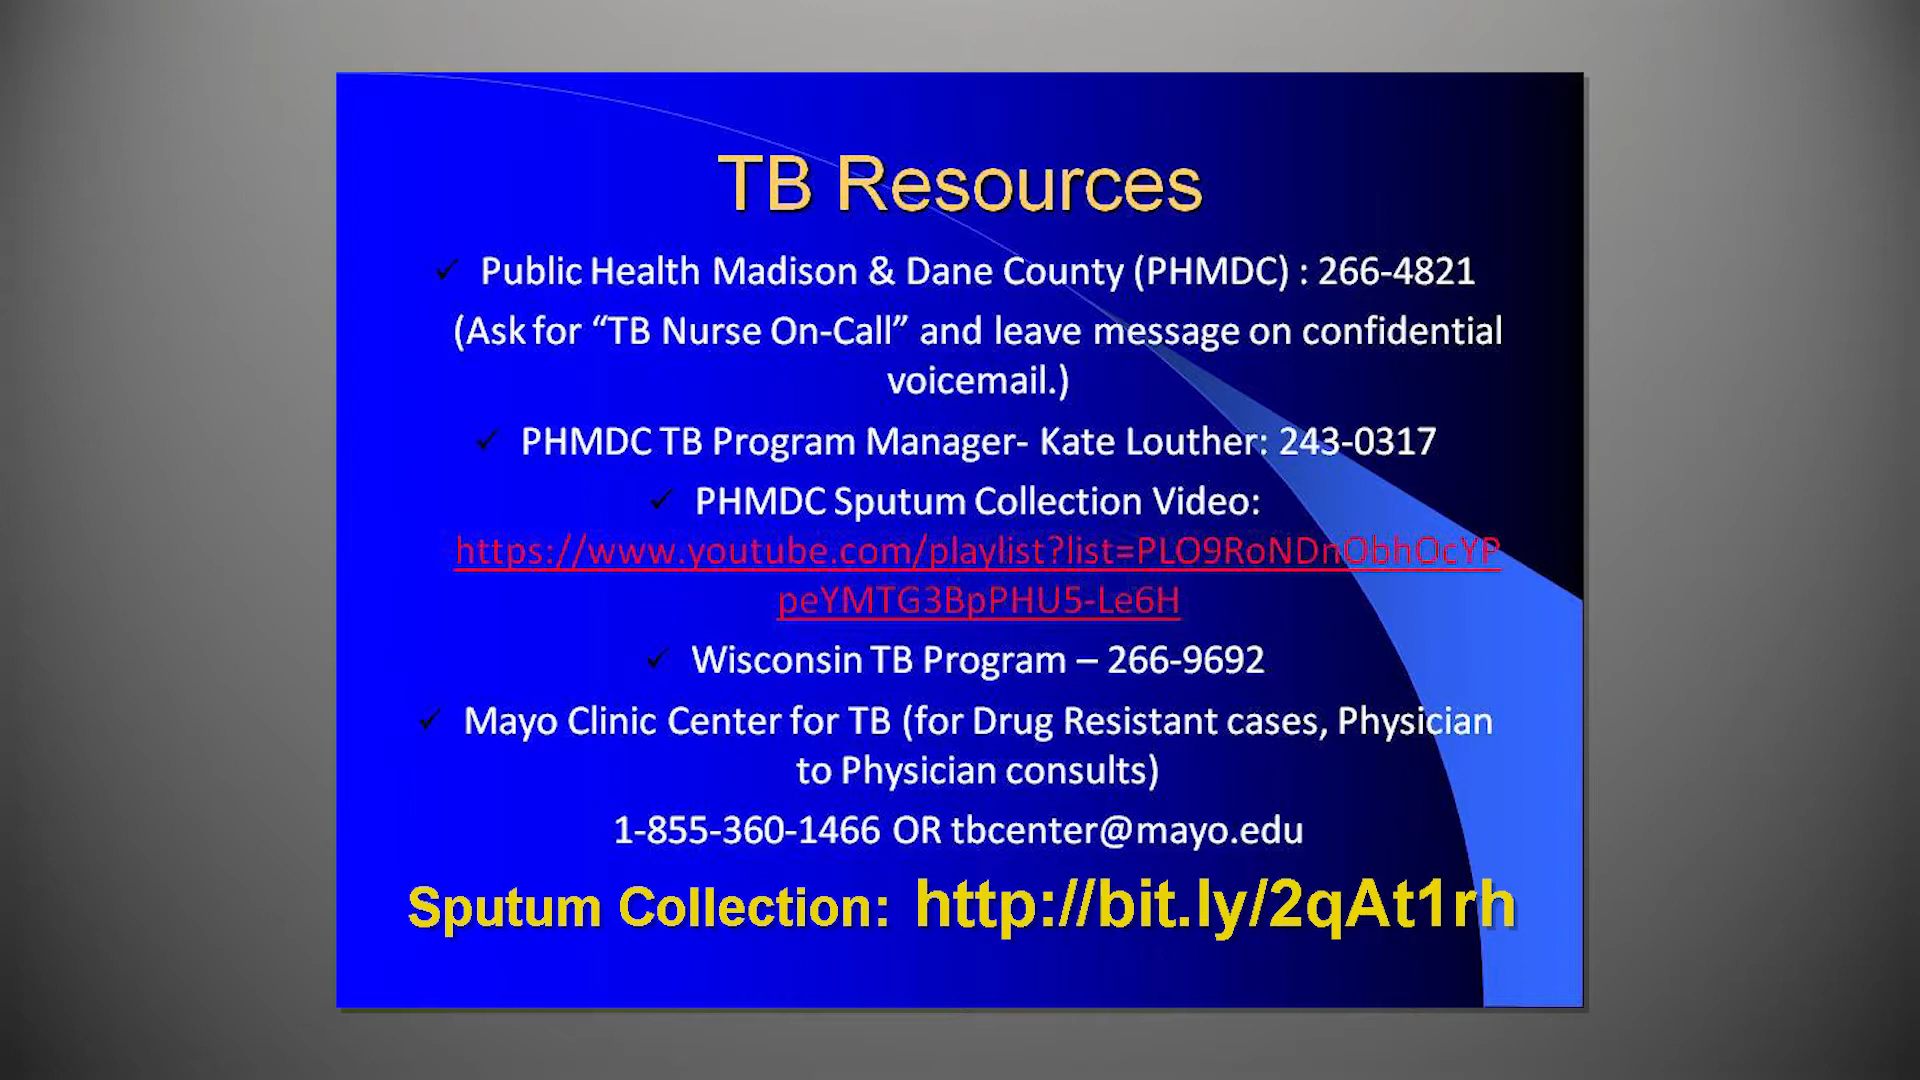 TB Resources
✓ Public Health Madison & Dane County (PHMDC) : 266-4821
(Ask for “TB Nurse On-Call” and leave message on confidential
voicemail.)
✓ PHMDC TB Program Manager- Kate Louther: 243-0317
✓ PHMDC Sputum Collection Video:
https://www.youtube.com/playlist?list=PLO9RoNDnObhOcYP
peYMTG3BpPHU5-Le6H
✓ Wisconsin TB Program – 266-9692
✓ Mayo Clinic Center for TB (for Drug Resistant cases, Physician
to Physician consults)
1-855-360-1466 OR tbcenter@mayo.edu
Sputum Collection: http://bit.ly/2qAt1rh